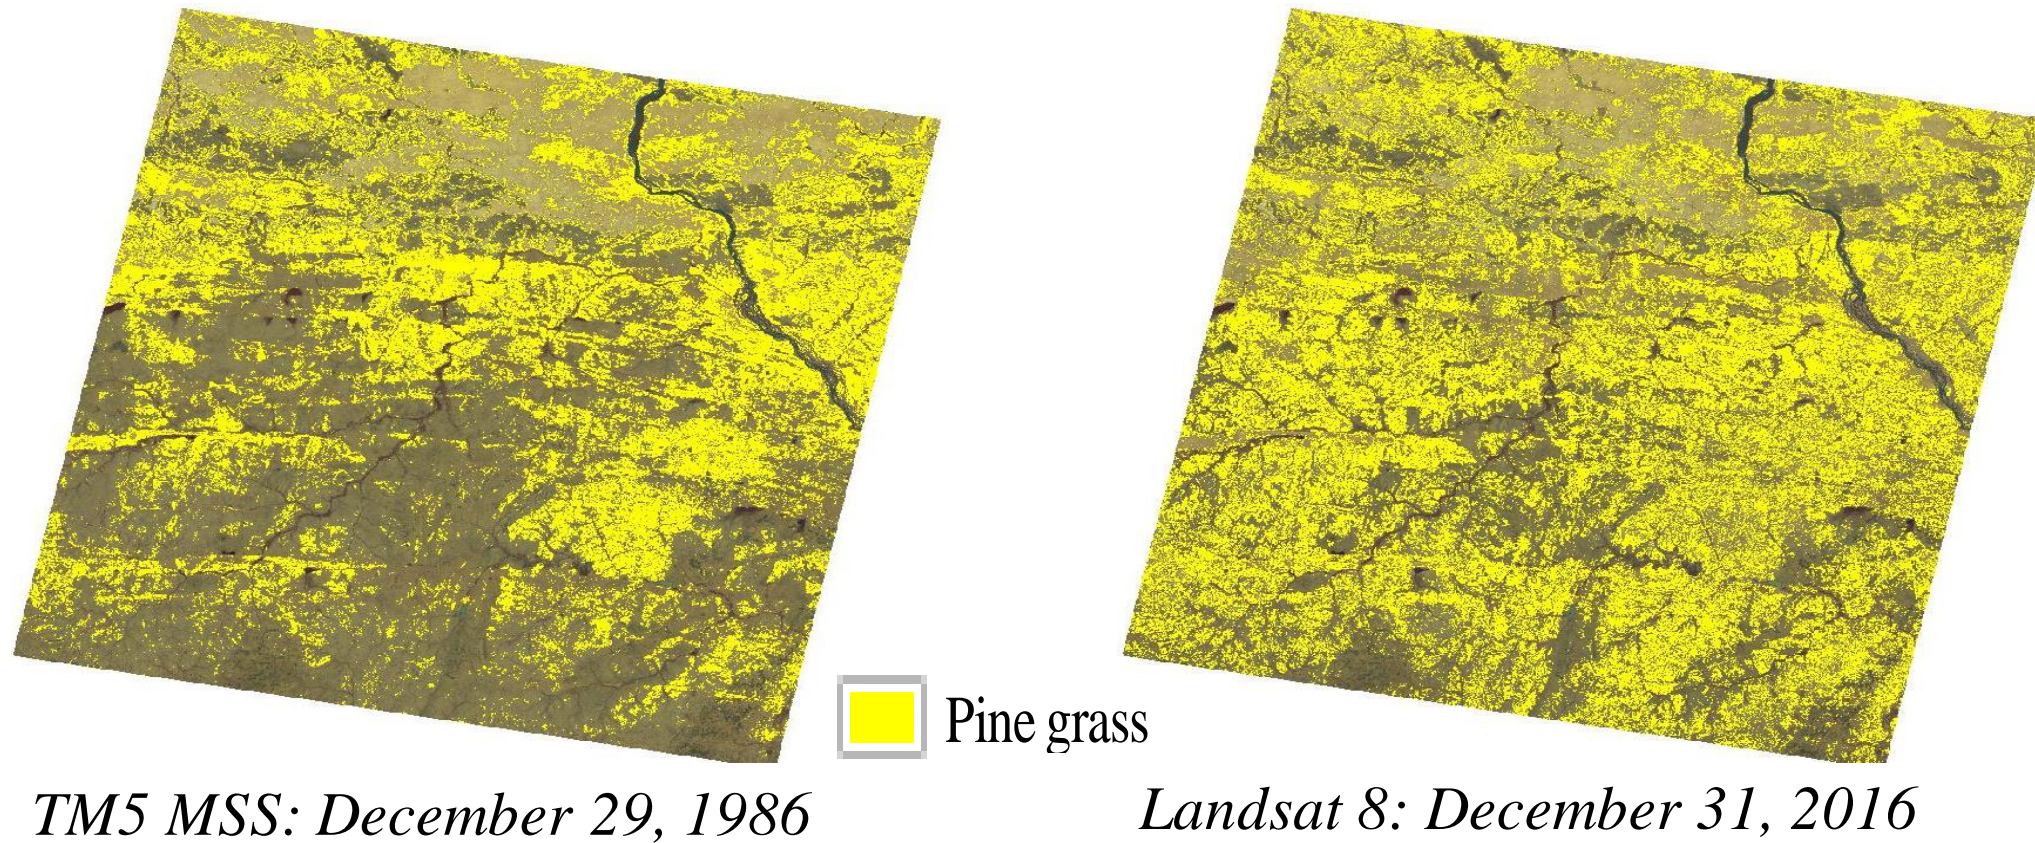 Pine grass
TM5 MSS: December 29, 1986
Landsat 8: December 31, 2016